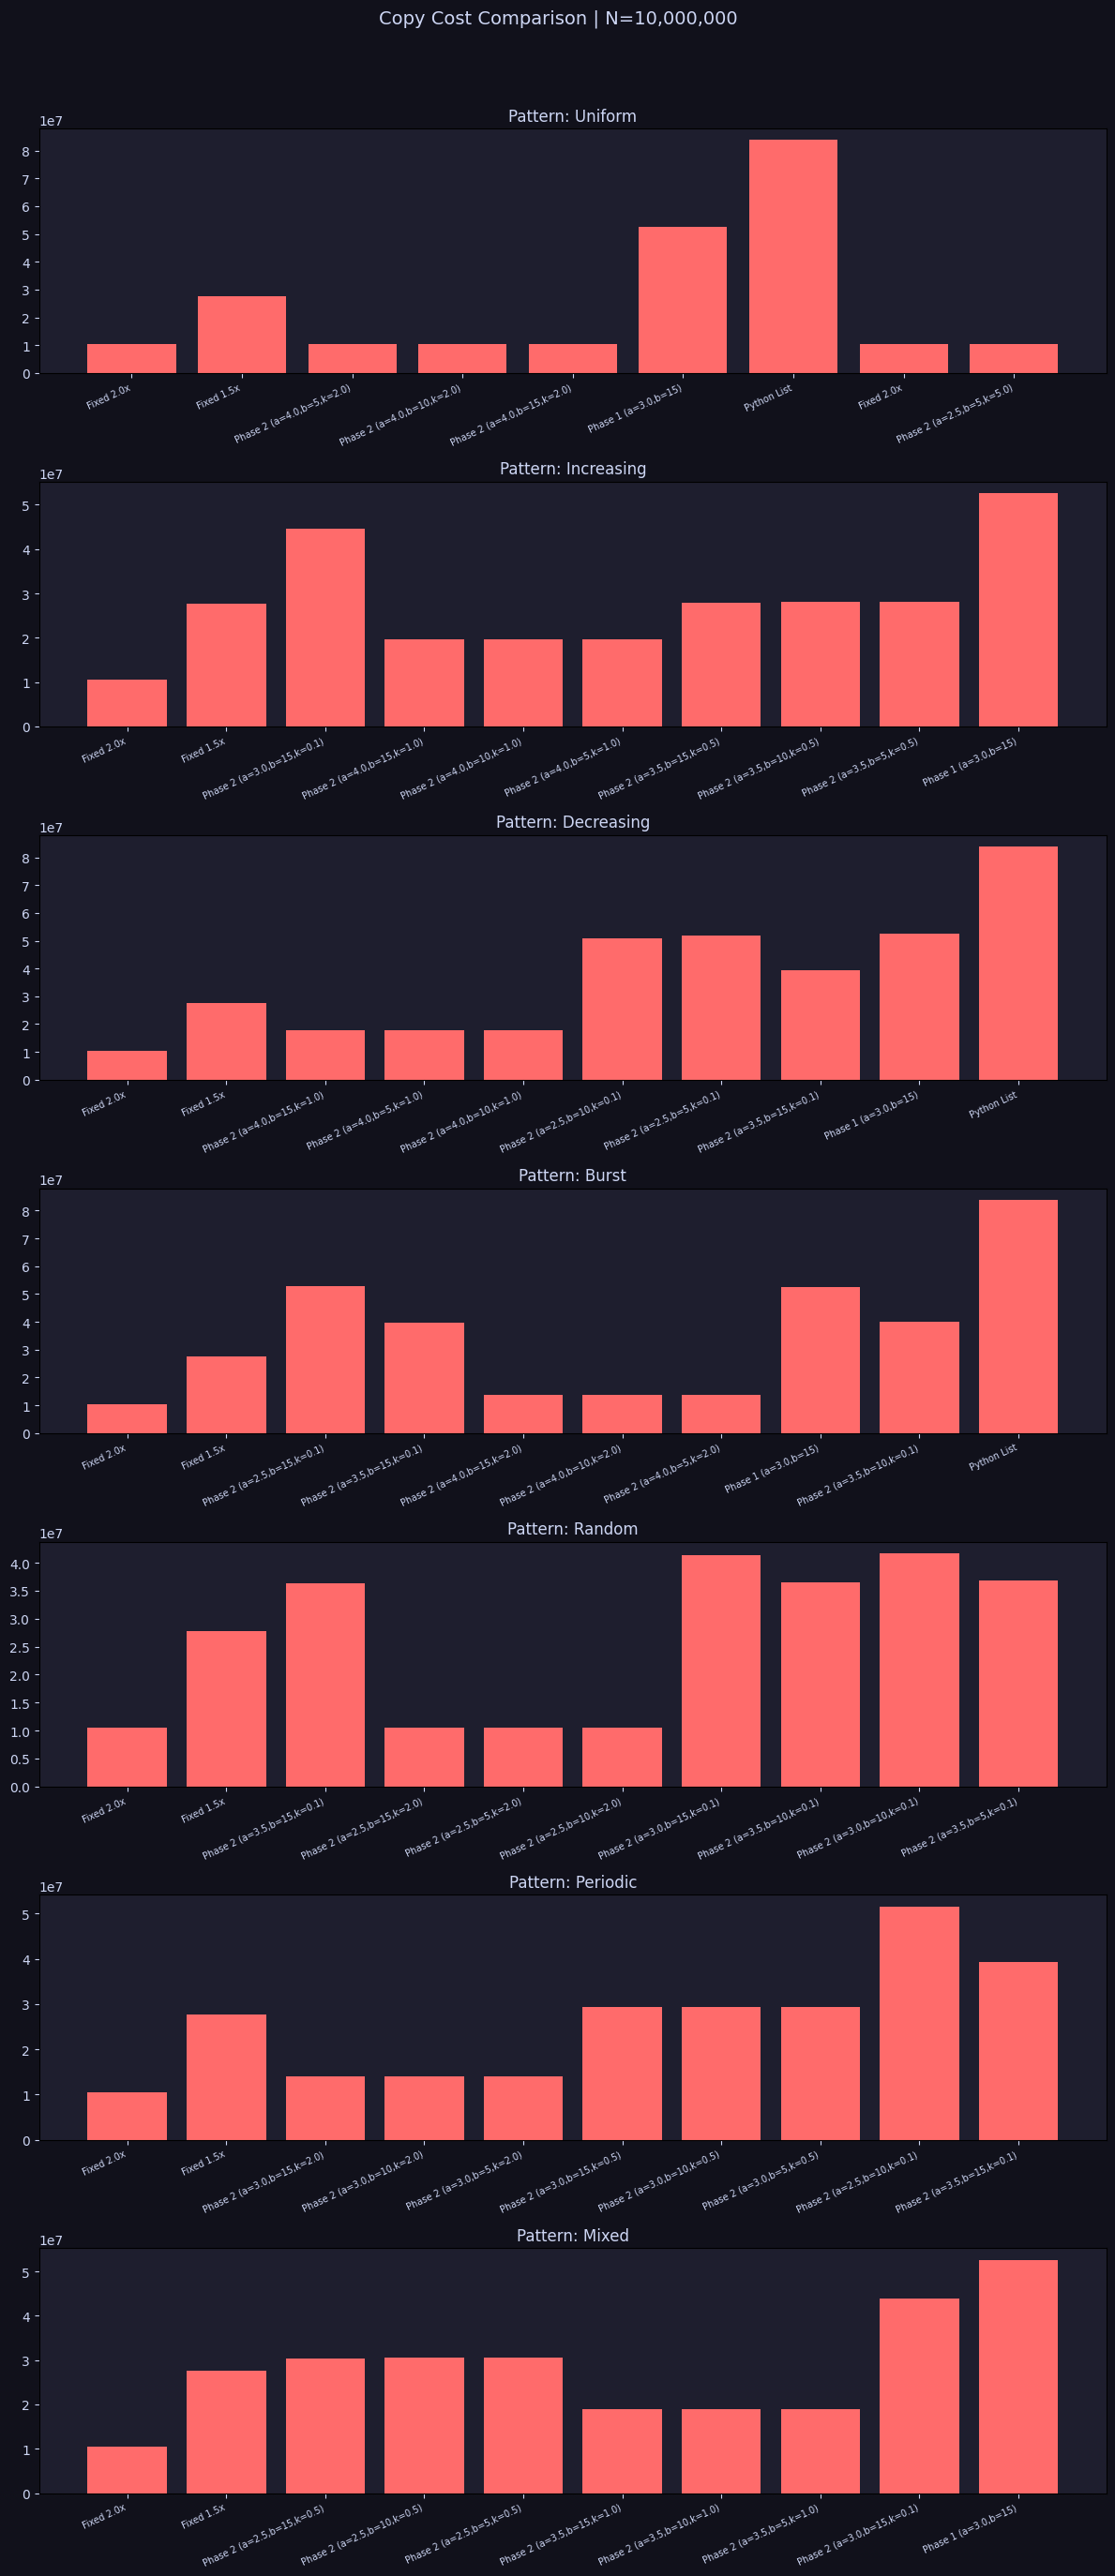 Copy Cost Comparison | N=10,000,000
Pattern: Uniform
1e7
8
7
6
5
4
3
2
1
0
Fixed 2.0x
Fixed 1.5x
Phase 2 (a=4.0,b=5,k=2.0)
Phase 2 (a=4.0,b=10,k=2.0)
Phase 2 (a=4.0,b=15,k=2.0)
Phase 1 (a=3.0,b=15)
Python List
Fixed 2.0x
Phase 2 (a=2.5,b=5,k=5.0)
Pattern: Increasing
1e7
5
4
3
2
1
0
Fixed 2.0x
Fixed 1.5x
Phase 2 (a=3.0,b=15,k=0.1)
Phase 2 (a=4.0,b=15,k=1.0)
Phase 2 (a=4.0,b=10,k=1.0)
Phase 2 (a=4.0,b=5,k=1.0)
Phase 2 (a=3.5,b=15,k=0.5)
Phase 2 (a=3.5,b=10,k=0.5)
Phase 2 (a=3.5,b=5,k=0.5)
Phase 1 (a=3.0,b=15)
Pattern: Decreasing
1e7
8
7
6
5
4
3
2
1
0
Fixed 2.0x
Fixed 1.5x
Phase 2 (a=4.0,b=15,k=1.0)
Phase 2 (a=4.0,b=5,k=1.0)
Phase 2 (a=4.0,b=10,k=1.0)
Phase 2 (a=2.5,b=10,k=0.1)
Phase 2 (a=2.5,b=5,k=0.1)
Phase 2 (a=3.5,b=15,k=0.1)
Phase 1 (a=3.0,b=15)
Python List
Pattern: Burst
1e7
8
7
6
5
4
3
2
1
0
Fixed 2.0x
Fixed 1.5x
Phase 2 (a=2.5,b=15,k=0.1)
Phase 2 (a=3.5,b=15,k=0.1)
Phase 2 (a=4.0,b=15,k=2.0)
Phase 2 (a=4.0,b=10,k=2.0)
Phase 2 (a=4.0,b=5,k=2.0)
Phase 1 (a=3.0,b=15)
Phase 2 (a=3.5,b=10,k=0.1)
Python List
Pattern: Random
1e7
4.0
3.5
3.0
2.5
2.0
1.5
1.0
0.5
0.0
Fixed 2.0x
Fixed 1.5x
Phase 2 (a=3.5,b=15,k=0.1)
Phase 2 (a=2.5,b=15,k=2.0)
Phase 2 (a=2.5,b=5,k=2.0)
Phase 2 (a=2.5,b=10,k=2.0)
Phase 2 (a=3.0,b=15,k=0.1)
Phase 2 (a=3.5,b=10,k=0.1)
Phase 2 (a=3.0,b=10,k=0.1)
Phase 2 (a=3.5,b=5,k=0.1)
Pattern: Periodic
1e7
5
4
3
2
1
0
Fixed 2.0x
Fixed 1.5x
Phase 2 (a=3.0,b=15,k=2.0)
Phase 2 (a=3.0,b=10,k=2.0)
Phase 2 (a=3.0,b=5,k=2.0)
Phase 2 (a=3.0,b=15,k=0.5)
Phase 2 (a=3.0,b=10,k=0.5)
Phase 2 (a=3.0,b=5,k=0.5)
Phase 2 (a=2.5,b=10,k=0.1)
Phase 2 (a=3.5,b=15,k=0.1)
Pattern: Mixed
1e7
5
4
3
2
1
0
Fixed 2.0x
Fixed 1.5x
Phase 2 (a=2.5,b=15,k=0.5)
Phase 2 (a=2.5,b=10,k=0.5)
Phase 2 (a=2.5,b=5,k=0.5)
Phase 2 (a=3.5,b=15,k=1.0)
Phase 2 (a=3.5,b=10,k=1.0)
Phase 2 (a=3.5,b=5,k=1.0)
Phase 2 (a=3.0,b=15,k=0.1)
Phase 1 (a=3.0,b=15)